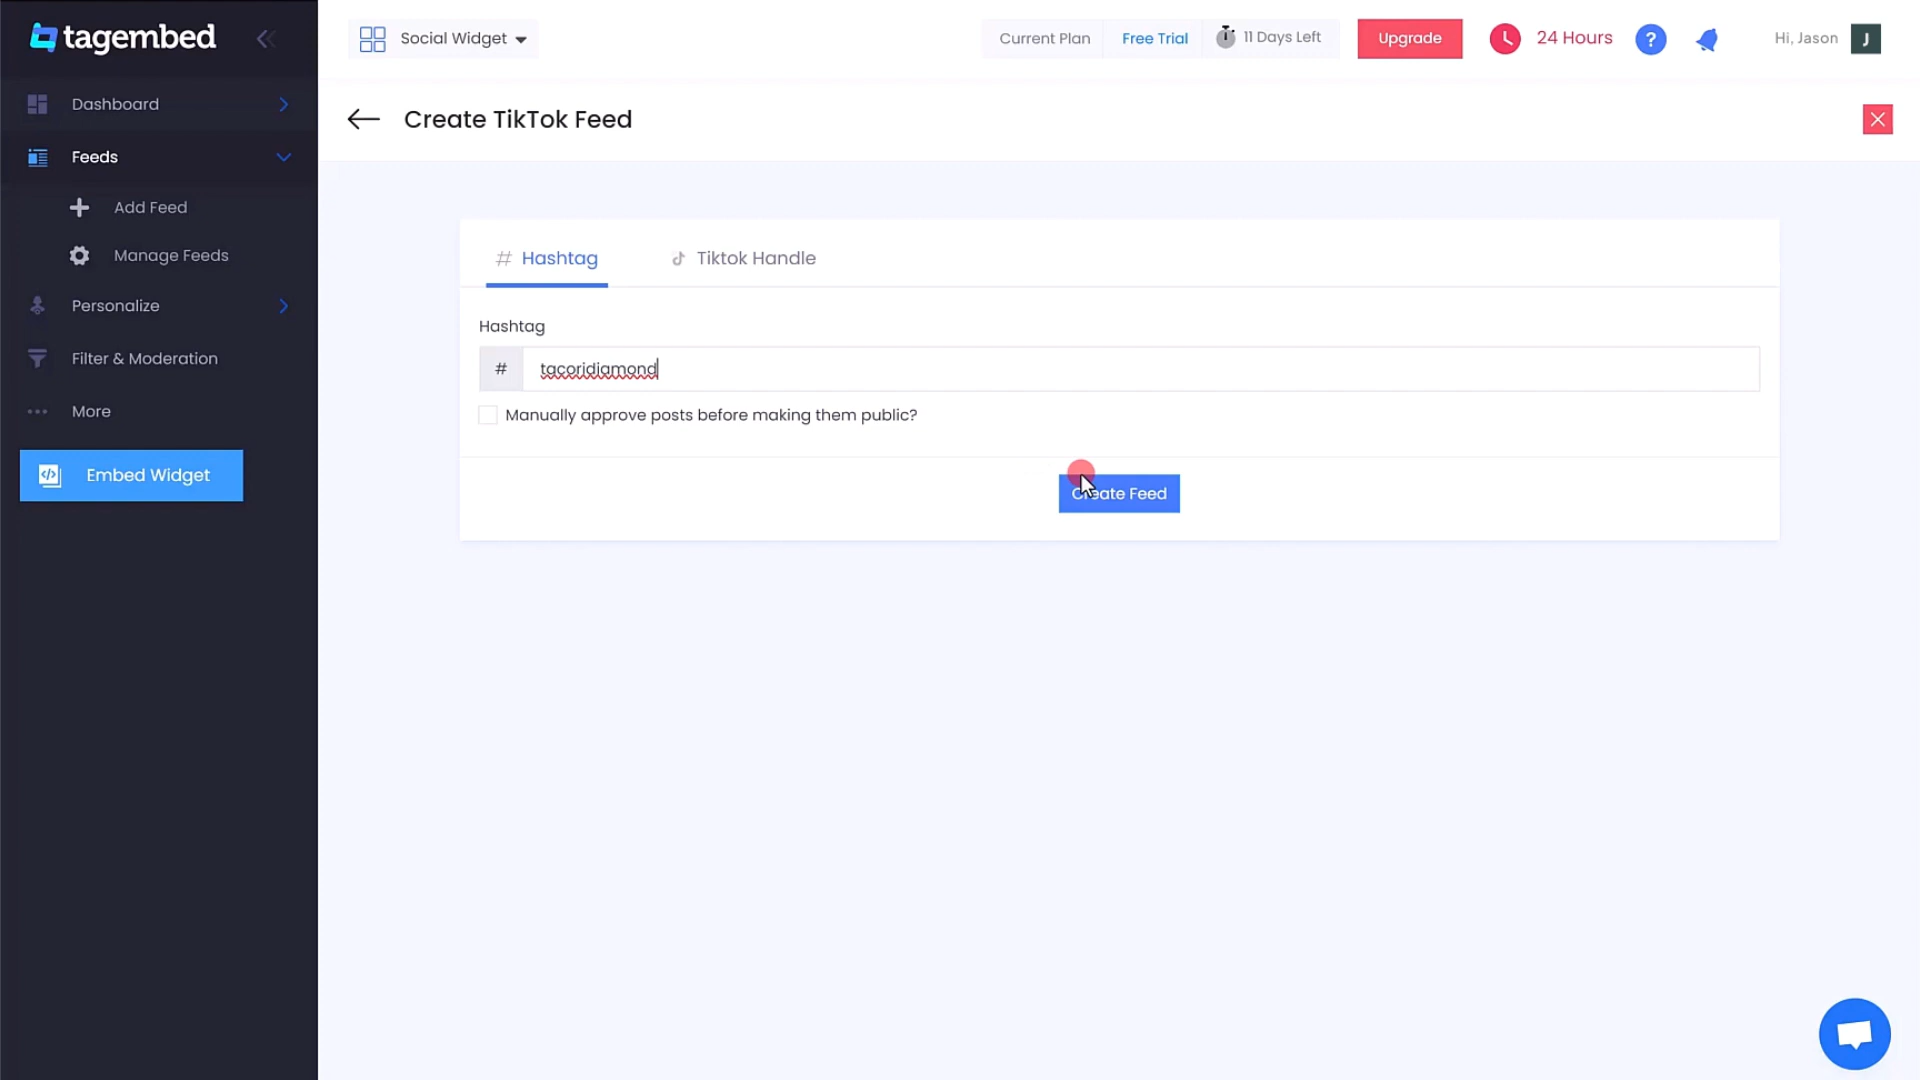 tagembed
Social Widget
Current Plan Free Trial 11 Days Left
Upgrade
24 Hours
?
Hi, Jason
J
Dashboard
Feeds
Add Feed
Manage Feeds
Personalize
Filter & Moderation
More
Embed Widget
Create TikTok Feed
# Hashtag
Tiktok Handle
Hashtag
# tacoridiamond
Manually approve posts before making them public?
Create Feed